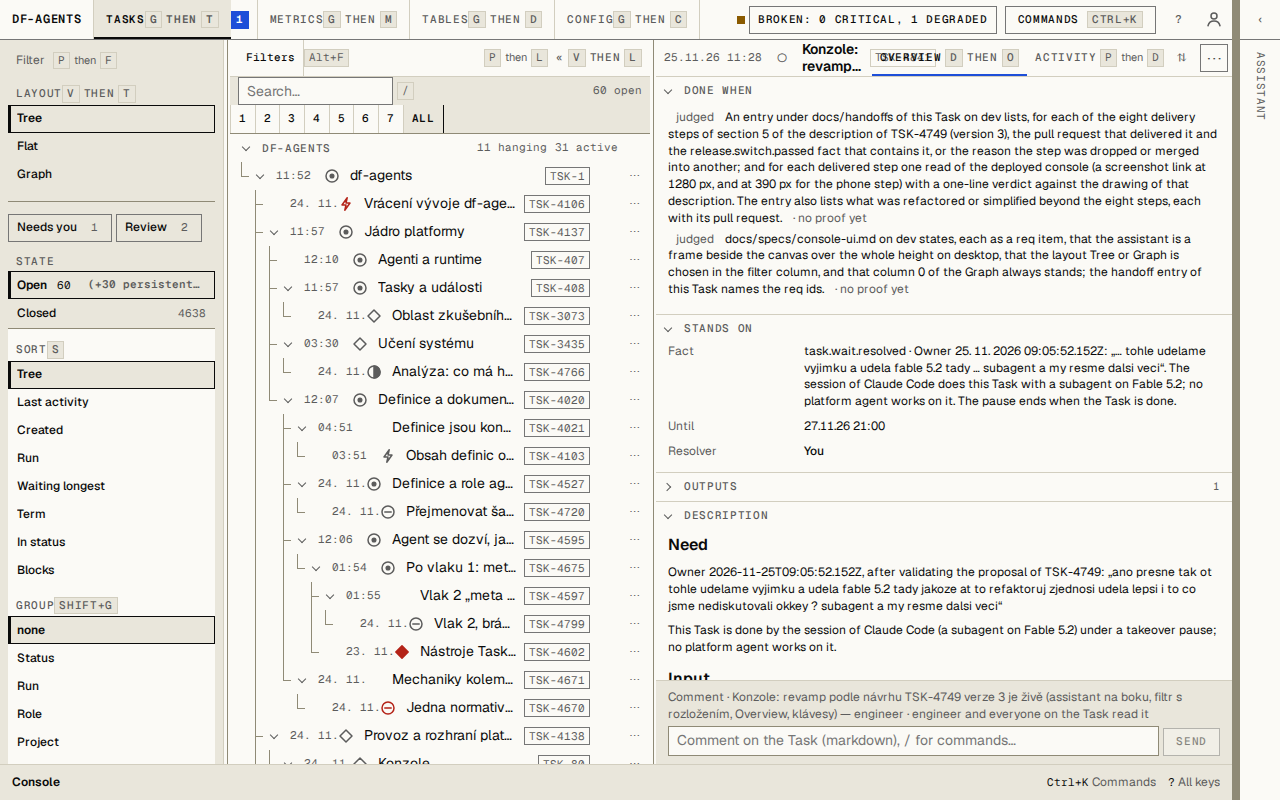 DF-AGENTS TASKS G THEN T 1 METRICS G THEN M TABLES G THEN D CONFIG G THEN C BROKEN: 0 CRITICAL, 1 DEGRADED COMMANDS CTRL+K ? ‹
Filter P then F
LAYOUT V THEN T
Tree
Flat
Graph
Needs you 1 Review 2
STATE
Open 60 (+30 persistent…
Closed 4638
SORT S
Tree
Last activity
Created
Run
Waiting longest
Term
In status
Blocks
GROUP SHIFT+G
none
Status
Run
Role
Project
Filters Alt+F P then L « V THEN L
Search… / 60 open
1 2 3 4 5 6 7 ALL
DF-AGENTS 11 hanging 31 active
11:52 df-agents TSK-1 ···
24. 11. Vrácení vývoje df-age… TSK-4106 ···
11:57 Jádro platformy TSK-4137 ···
12:10 Agenti a runtime TSK-407 ···
11:57 Tasky a události TSK-408 ···
24. 11. Oblast zkušebníh… TSK-3073 ···
03:30 Učení systému TSK-3435 ···
24. 11. Analýza: co má h… TSK-4766 ···
12:07 Definice a dokumen… TSK-4020 ···
04:51 Definice jsou kon… TSK-4021 ···
03:51 Obsah definic o… TSK-4103 ···
24. 11. Definice a role ag… TSK-4527 ···
24. 11. Přejmenovat ša… TSK-4720 ···
12:06 Agent se dozví, ja… TSK-4595 ···
01:54 Po vlaku 1: met… TSK-4675 ···
01:55 Vlak 2 „meta … TSK-4597 ···
24. 11. Vlak 2, brá… TSK-4799 ···
23. 11. Nástroje Task… TSK-4602 ···
24. 11. Mechaniky kolem… TSK-4671 ···
24. 11. Jedna normativ… TSK-4670 ···
24. 11. Provoz a rozhraní plat… TSK-4138 ···
24. 11. Konzole TSK-80 ···
25.11.26 11:28 Konzole: revamp… OVERVIEW D THEN O ACTIVITY P then D ⇅ ···
DONE WHEN
judged An entry under docs/handoffs of this Task on dev lists, for each of the eight delivery
steps of section 5 of the description of TSK-4749 (version 3), the pull request that delivered it and
the release.switch.passed fact that contains it, or the reason the step was dropped or merged
into another; and for each delivered step one read of the deployed console (a screenshot link at
1280 px, and at 390 px for the phone step) with a one-line verdict against the drawing of that
description. The entry also lists what was refactored or simplified beyond the eight steps, each
with its pull request. · no proof yet
judged docs/specs/console-ui.md on dev states, each as a req item, that the assistant is a
frame beside the canvas over the whole height on desktop, that the layout Tree or Graph is
chosen in the filter column, and that column 0 of the Graph always stands; the handoff entry of
this Task names the req ids. · no proof yet
STANDS ON
Fact task.wait.resolved · Owner 25. 11. 2026 09:05:52.152Z: „… tohle udelame
vyjimku a udela fable 5.2 tady … subagent a my resme dalsi veci“. The
session of Claude Code does this Task with a subagent on Fable 5.2; no
platform agent works on it. The pause ends when the Task is done.
Until 27.11.26 21:00
Resolver You
OUTPUTS 1
DESCRIPTION
Need
Owner 2026-11-25T09:05:52.152Z, after validating the proposal of TSK-4749: „ano presne tak ot
tohle udelame vyjimku a udela fable 5.2 tady jakoze at to refaktoruj zjednosi udela lepsi i to co
jsme nediskutovali okkey ? subagent a my resme dalsi veci“
This Task is done by the session of Claude Code (a subagent on Fable 5.2) under a takeover pause;
no platform agent works on it.
Input
Comment · Konzole: revamp podle návrhu TSK-4749 verze 3 je živě (assistant na boku, filtr s
rozložením, Overview, klávesy) — engineer · engineer and everyone on the Task read it
Comment on the Task (markdown), / for commands… SEND
ASSISTANT
Console Ctrl+K Commands ? All keys